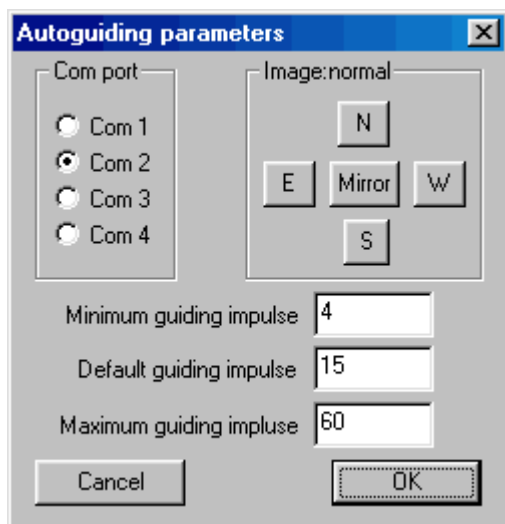 Autoguiding parameters
Com port
Com 1
Com 2
Com 3
Com 4
Image:normal
N
E Mirror W
S
Minimum guiding impulse 4
Default guiding impulse 15
Maximum guiding impluse 60
Cancel OK